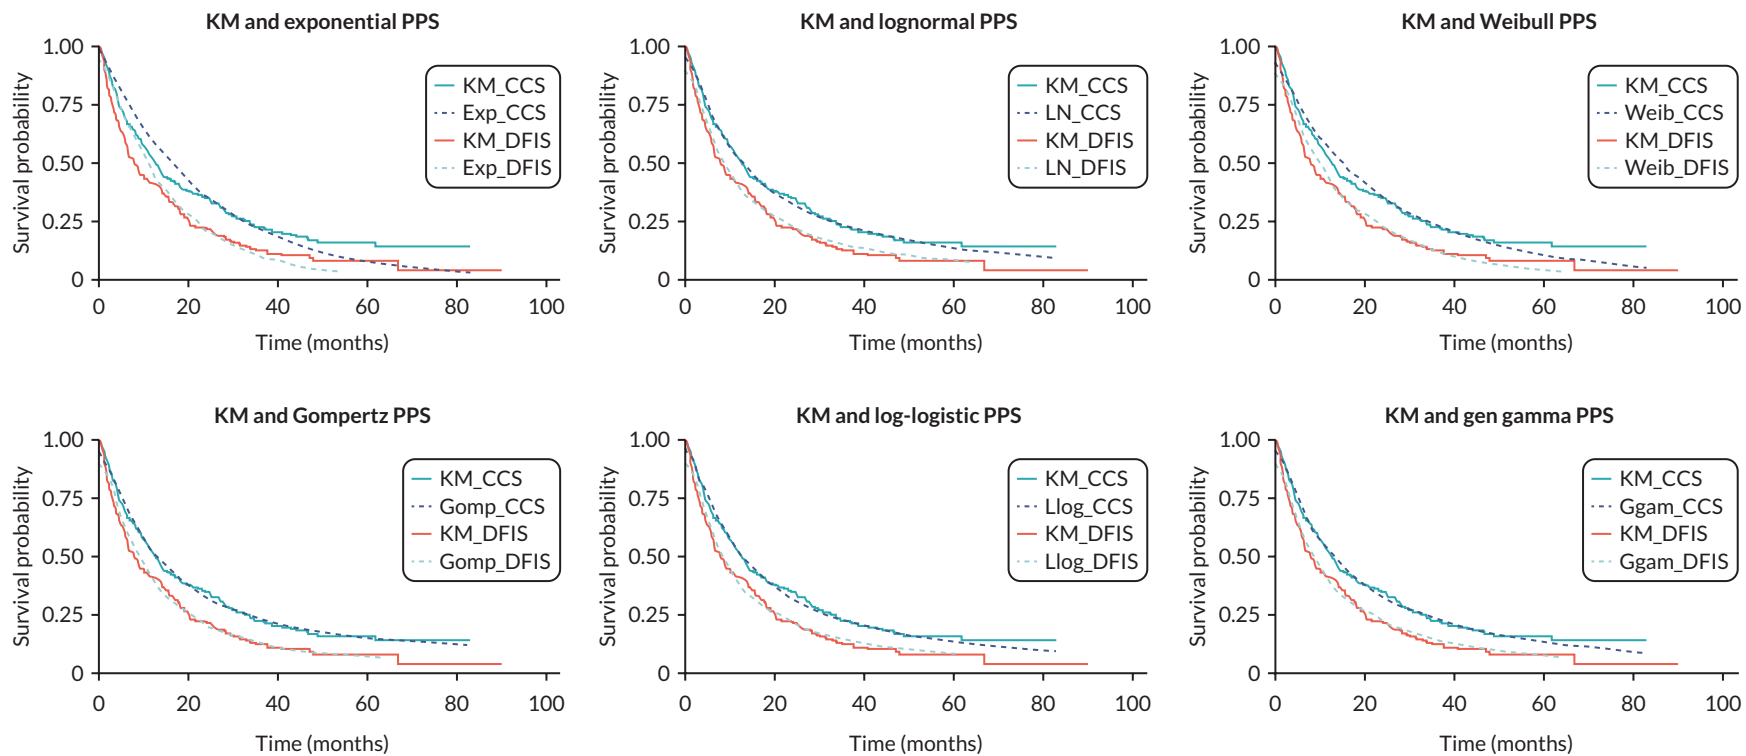 KM and exponential PPS
1.00
0.75
0.50
0.25
0
Survival probability
KM_CCS
Exp_CCS
KM_DFIS
Exp_DFIS
0 20 40 60 80 100
Time (months)
KM and lognormal PPS
1.00
0.75
0.50
0.25
0
Survival probability
KM_CCS
LN_CCS
KM_DFIS
LN_DFIS
0 20 40 60 80 100
Time (months)
KM and Weibull PPS
1.00
0.75
0.50
0.25
0
Survival probability
KM_CCS
Weib_CCS
KM_DFIS
Weib_DFIS
0 20 40 60 80 100
Time (months)
KM and Gompertz PPS
1.00
0.75
0.50
0.25
0
Survival probability
KM_CCS
Gomp_CCS
KM_DFIS
Gomp_DFIS
0 20 40 60 80 100
Time (months)
KM and log-logistic PPS
1.00
0.75
0.50
0.25
0
Survival probability
KM_CCS
Llog_CCS
KM_DFIS
Llog_DFIS
0 20 40 60 80 100
Time (months)
KM and gen gamma PPS
1.00
0.75
0.50
0.25
0
Survival probability
KM_CCS
Ggam_CCS
KM_DFIS
Ggam_DFIS
0 20 40 60 80 100
Time (months)